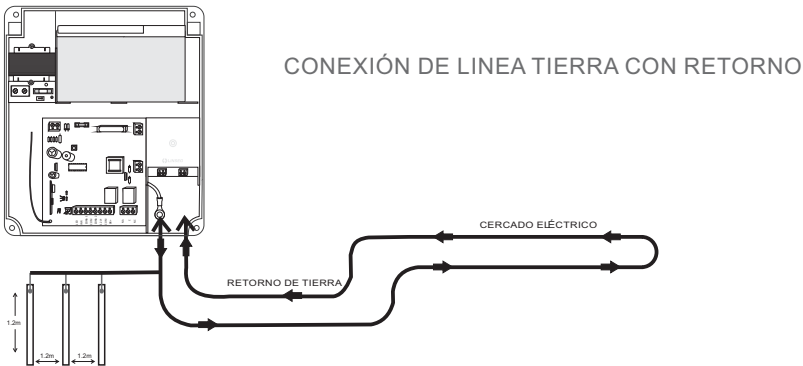 CONEXIÓN DE LINEA TIERRA CON RETORNO
CERCADO ELÉCTRICO
RETORNO DE TIERRA
1.2m
1.2m
1.2m